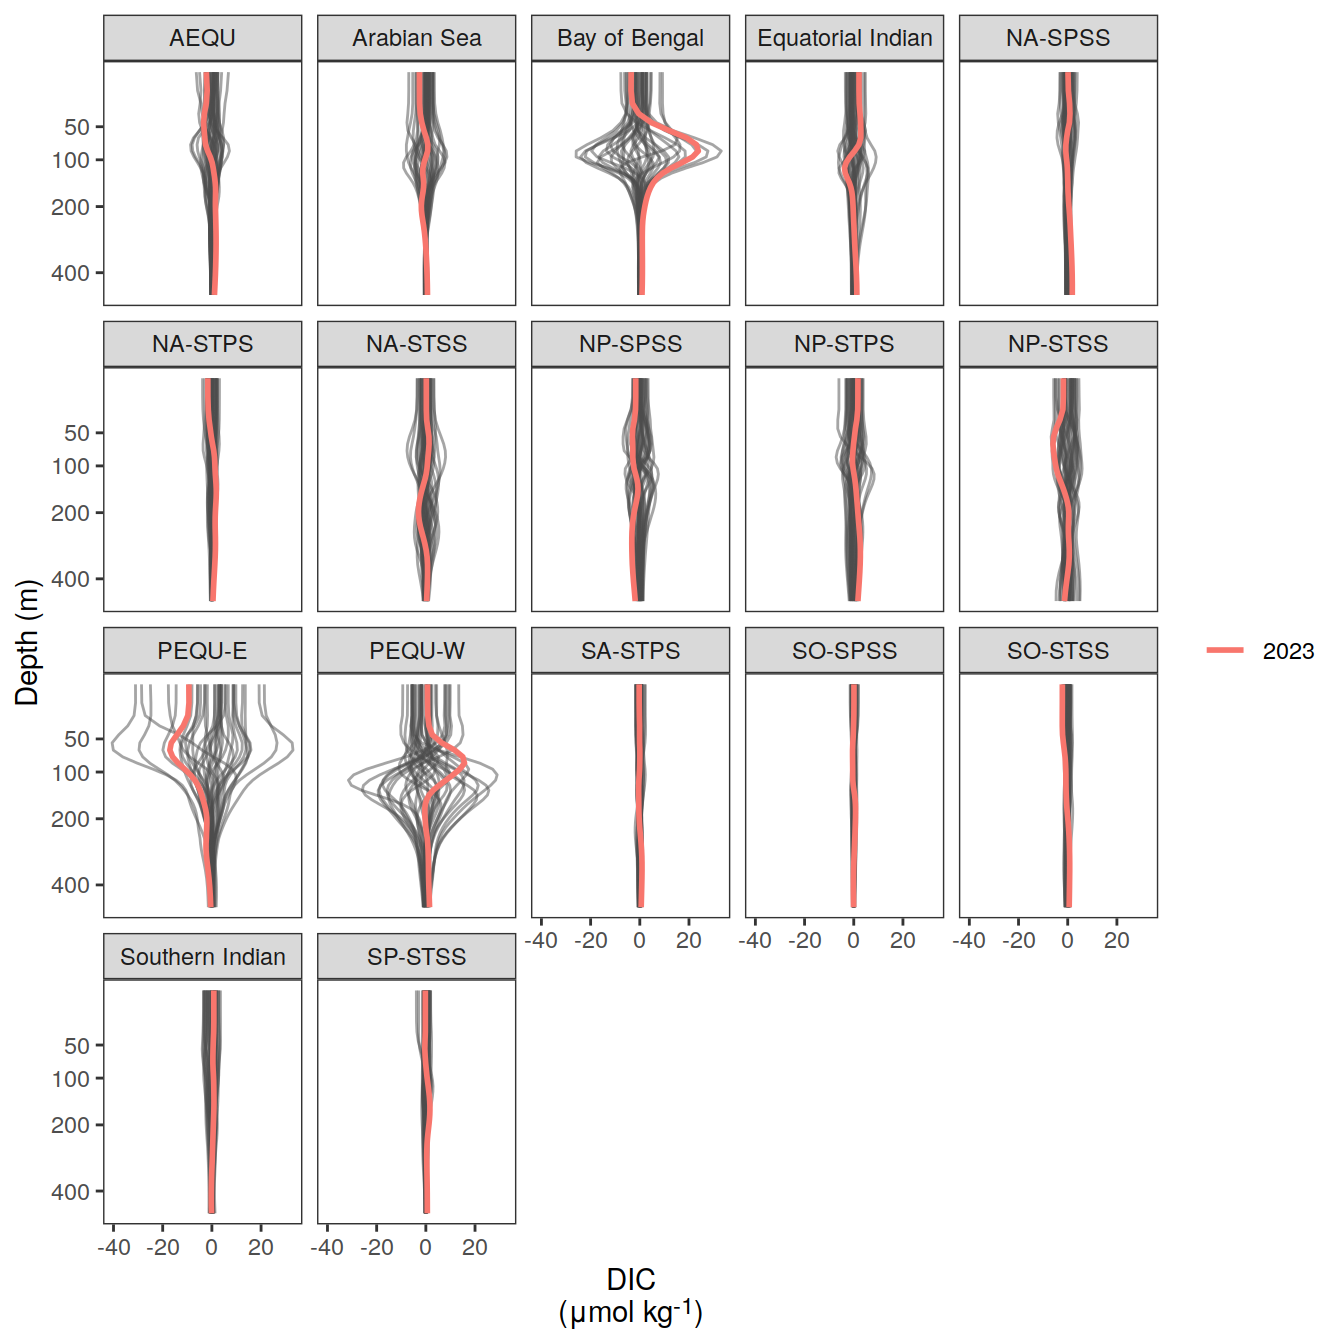 AEQU
Arabian Sea
Bay of Bengal
Equatorial Indian
NA-SPSS
50
100
200
400
NA-STPS
NA-STSS
NP-SPSS
NP-STPS
NP-STSS
50
100
200
400
PEQU-E
PEQU-W
SA-STPS
SO-SPSS
SO-STSS
50
100
200
400
-40 -20 0 20
-40 -20 0 20
-40 -20 0 20
Southern Indian
SP-STSS
50
100
200
400
-40 -20 0 20
-40 -20 0 20
Depth (m)
DIC
(μmol kg⁻¹)
2023